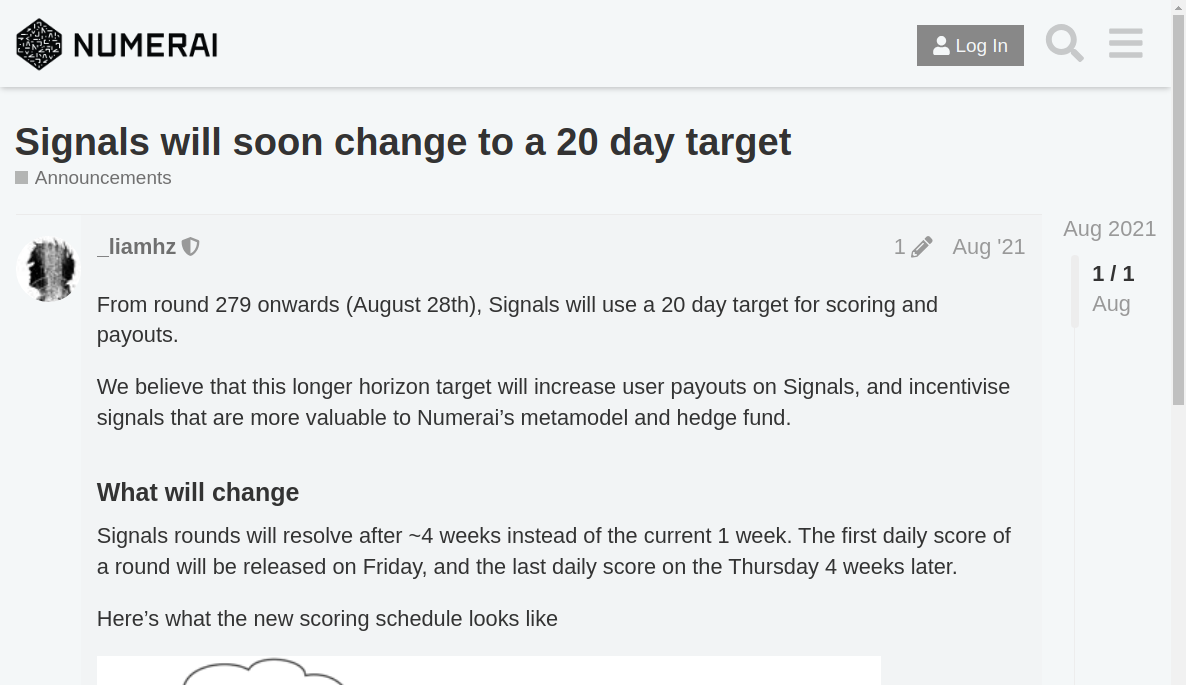 NUMERAI
Log In
Signals will soon change to a 20 day target
Announcements
_liamhz
1
Aug '21
Aug 2021
1 / 1
Aug
From round 279 onwards (August 28th), Signals will use a 20 day target for scoring and
payouts.
We believe that this longer horizon target will increase user payouts on Signals, and incentivise
signals that are more valuable to Numerai’s metamodel and hedge fund.
What will change
Signals rounds will resolve after ~4 weeks instead of the current 1 week. The first daily score of
a round will be released on Friday, and the last daily score on the Thursday 4 weeks later.
Here’s what the new scoring schedule looks like